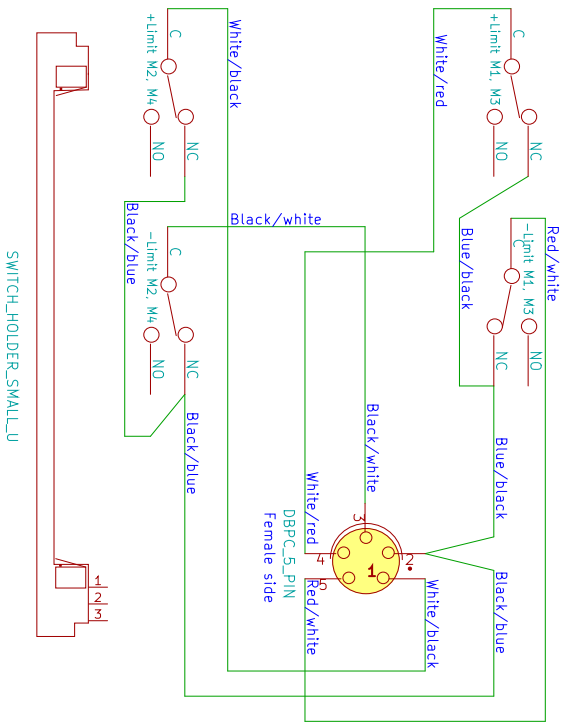 +Limit M2, M4
C
NO
NC
White/black
White/red
+Limit M1, M3
C
NO
NC
Black/blue
-Limit M2, M4
C
NO
NC
Black/white
Blue/black
-Limit M1, M3
C
NC
NO
Red/white
SWITCH_HOLDER_SMALL_U
Black/blue
Black/white
Blue/black
White/red
DBPC_5_PIN
Female side
3
4
2
1
5
Red/white
White/black
Black/blue
1
2
3